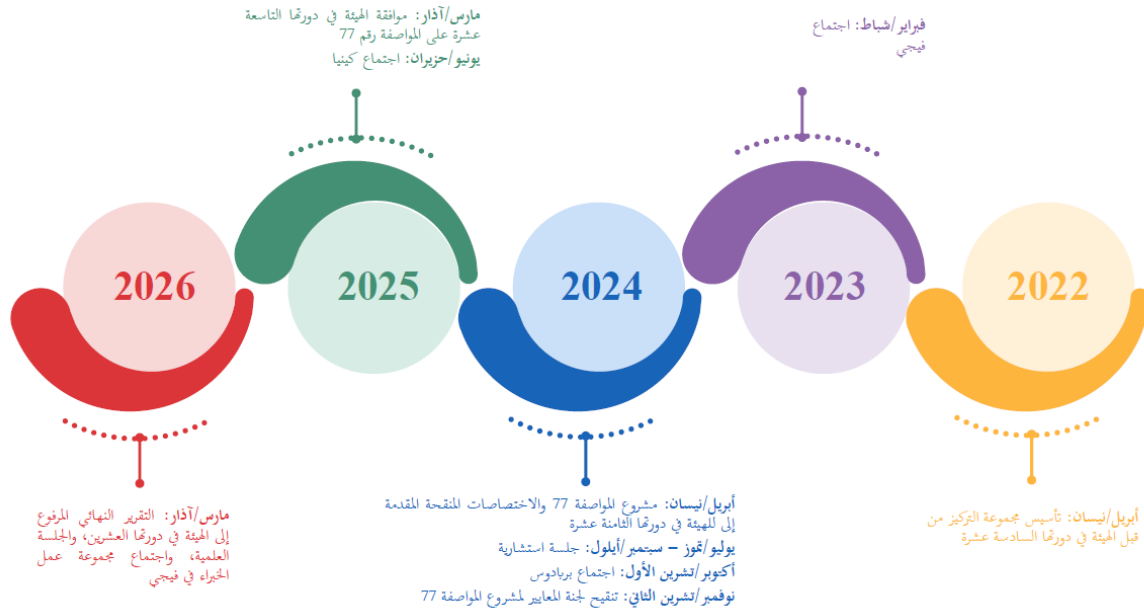 2022
أبريل/نيسان: تأسيس مجموعة التركيز من
قبل الهيئة في دورتها السادسة عشرة
فبراير/شباط: اجتماع
فيجي
2023
2024
أبريل/نيسان: مشروع المواصفة 77 والاختصاصات المنقحة المقدمة
إلى للهيئة في دورتها الثامنة عشرة
يوليو/تموز – سبتمبر/أيلول: جلسة استشارية
أكتوبر/تشرين الأول: اجتماع بربادوس
نوفمبر/تشرين الثاني: تنقيح لجنة المعايير لمشروع المواصفة 77
مارس/آذار: موافقة الهيئة في دورتها التاسعة
عشرة على المواصفة رقم 77
يونيو/حزيران: اجتماع كينيا
2025
2026
مارس/آذار: التقرير النهائي المرفوع
إلى الهيئة في دورتها العشرين، والجلسة
العلمية، واجتماع مجموعة عمل
الخبراء في فيجي